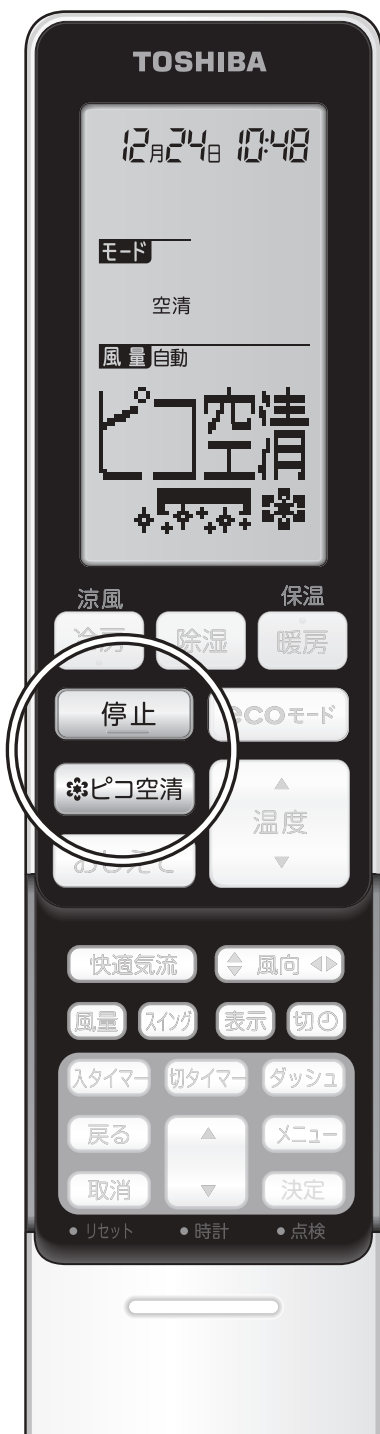 TOSHIBA
12月24日 10:48
モード
空清
風量 自動
ピコ空清
涼風 保温
冷房 除湿 暖房
停止 ecoモード
ピコ空清
温度
おしえて
快適気流 風向
風量 スイング 表示 切
入タイマー 切タイマー ダッシュ
戻る メニュー
取消 決定
リセット 時計 点検